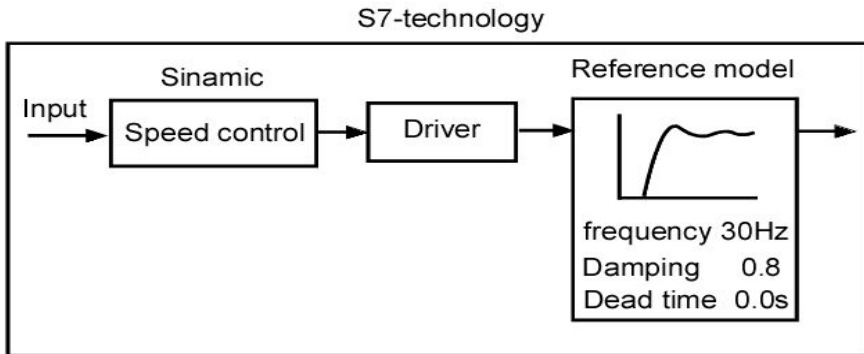 S7-technology
Sinamic
Reference model
Input
Speed control
Driver
frequency 30Hz
Damping 0.8
Dead time 0.0s